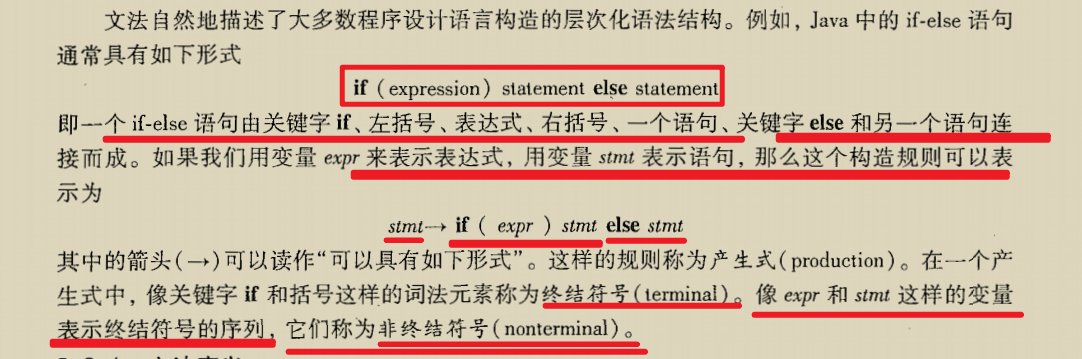 文法自然地描述了大多数程序设计语言构造的层次化语法结构。例如，Java 中的 if-else 语句
通常具有如下形式
if (expression) statement else statement
即一个 if-else 语句由关键字 if、左括号、表达式、右括号、一个语句、关键字 else 和另一个语句连
接而成。如果我们用变量 expr 来表示表达式，用变量 stmt 表示语句，那么这个构造规则可以表
示为
stmt→ if ( expr ) stmt else stmt
其中的箭头(→)可以读作“可以具有如下形式”。这样的规则称为产生式(production)。在一个产
生式中，像关键字 if 和括号这样的词法元素称为终结符号(terminal)。像 expr 和 stmt 这样的变量
表示终结符号的序列，它们称为非终结符号(nonterminal)。